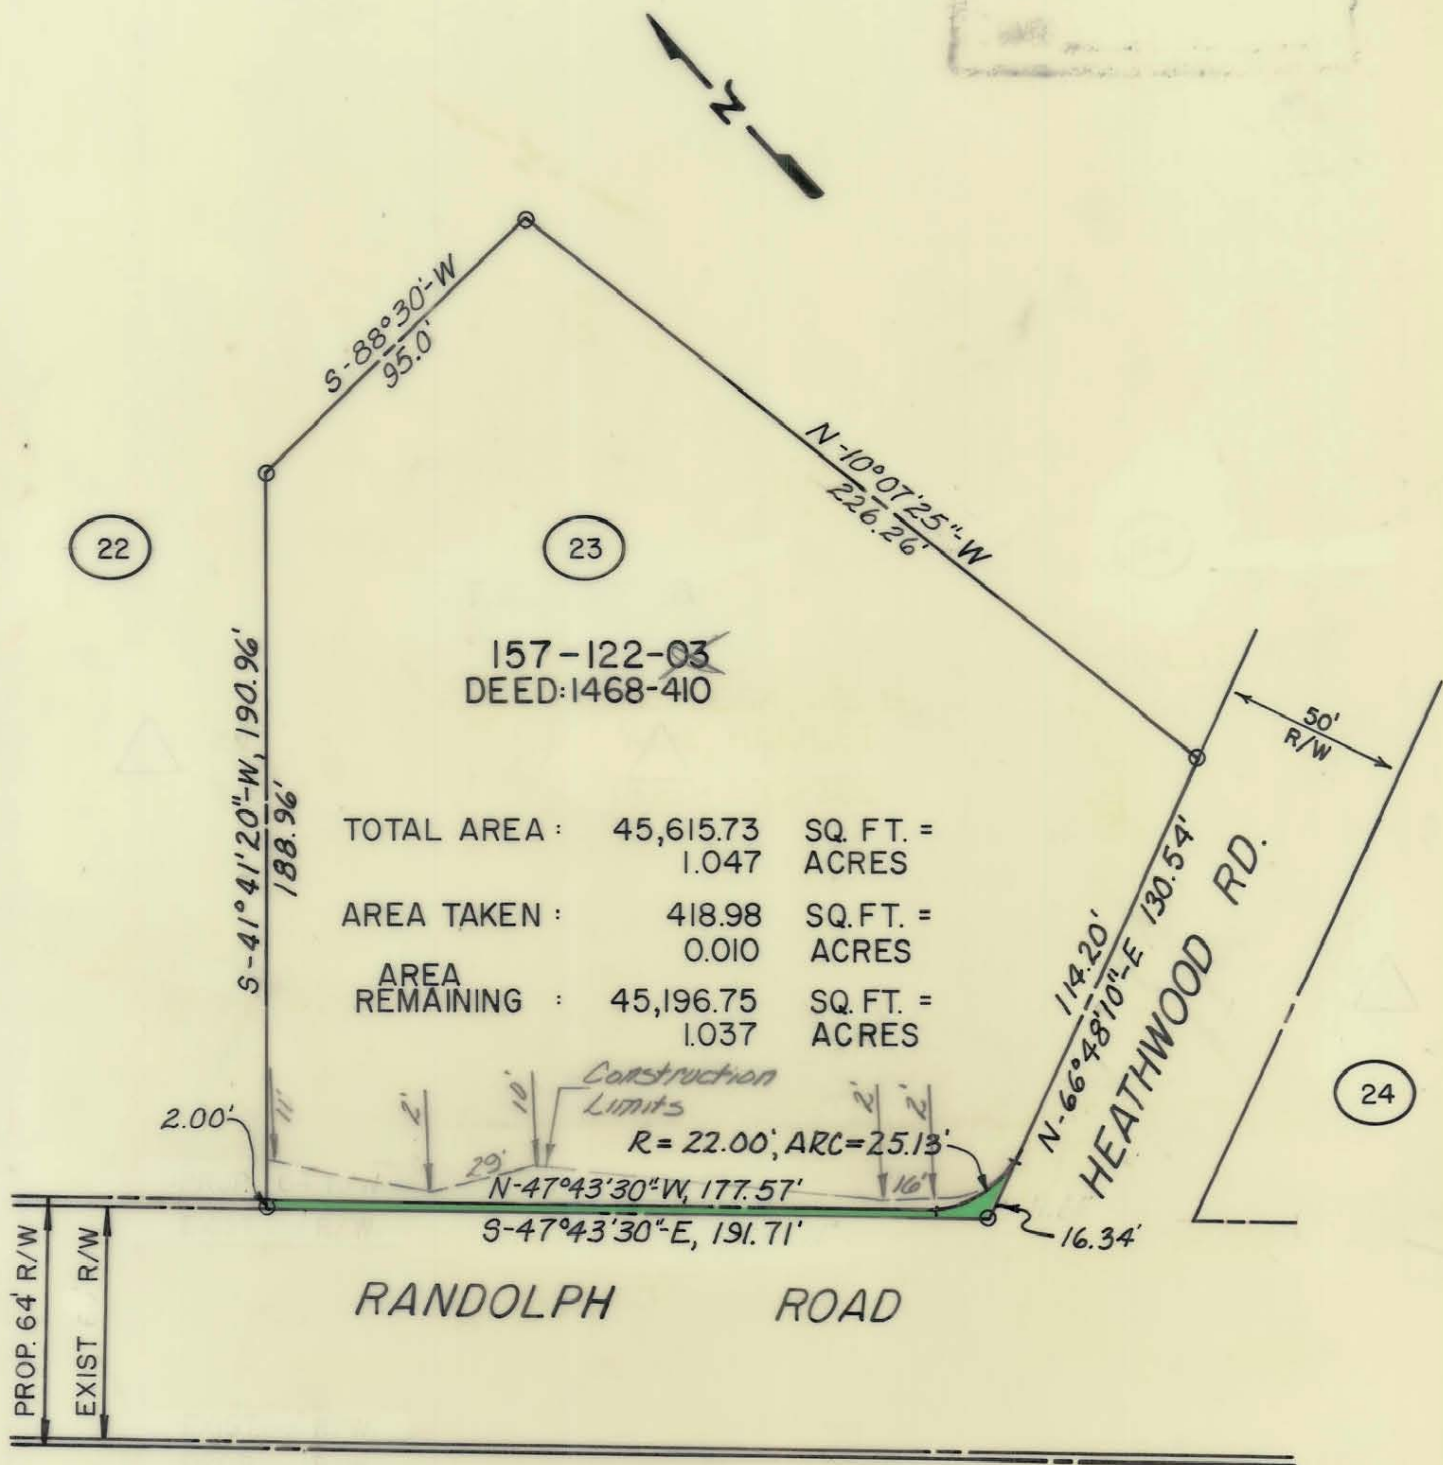 N
S-88°30'-W
95.0'
N-10°07'25"-W
226.26'
22
23
157-122-03
DEED:1468-410
50'
R/W
S-41°41'20"-W, 190.96'
188.96'
TOTAL AREA : 45,615.73 SQ. FT. =
1.047 ACRES
AREA TAKEN : 418.98 SQ. FT. =
0.010 ACRES
AREA
REMAINING : 45,196.75 SQ. FT. =
1.037 ACRES
114.20'
N-66°48'10"-E 130.54'
HEATHWOOD RD.
24
Construction
Limits
11'
2'
10'
2'
2'
2.00'
R = 22.00', ARC=25.13'
29'
16'
N-47°43'30"W, 177.57'
S-47°43'30"-E, 191.71'
16.34'
RANDOLPH ROAD
PROP. 64' R/W
EXIST R/W